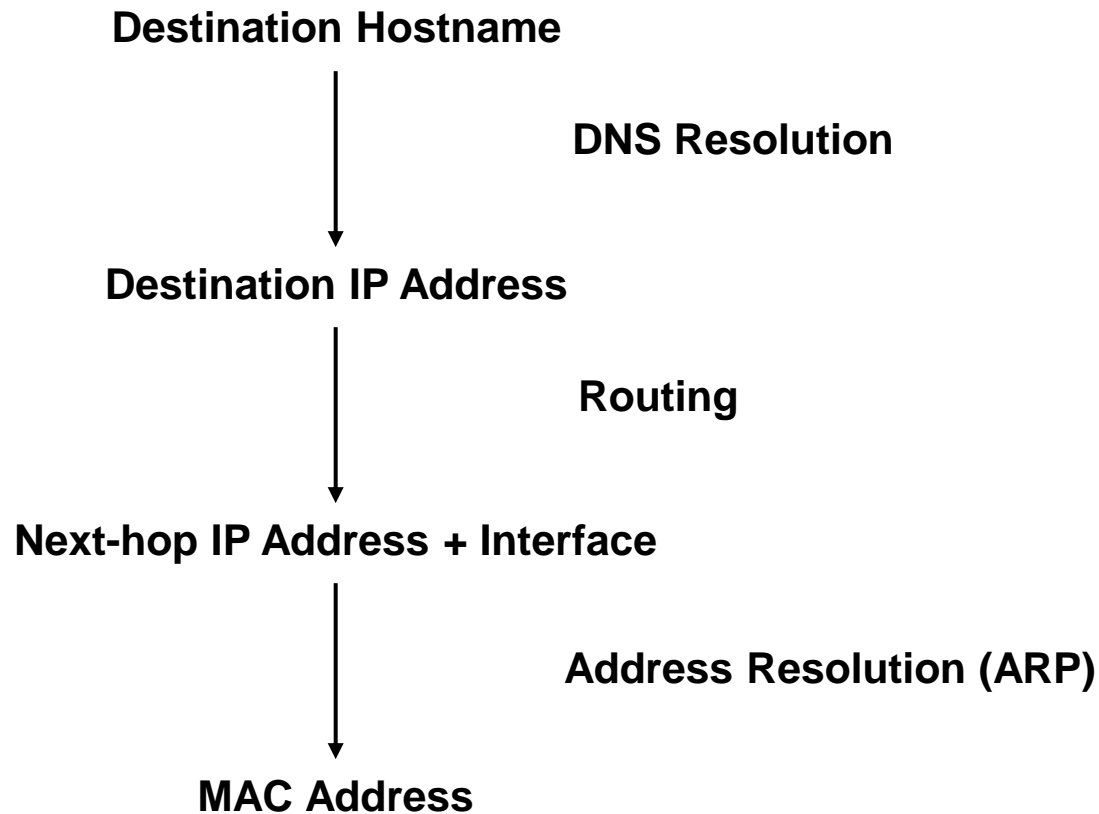 Destination Hostname
DNS Resolution
Destination IP Address
Routing
Next-hop IP Address + Interface
Address Resolution (ARP)
MAC Address